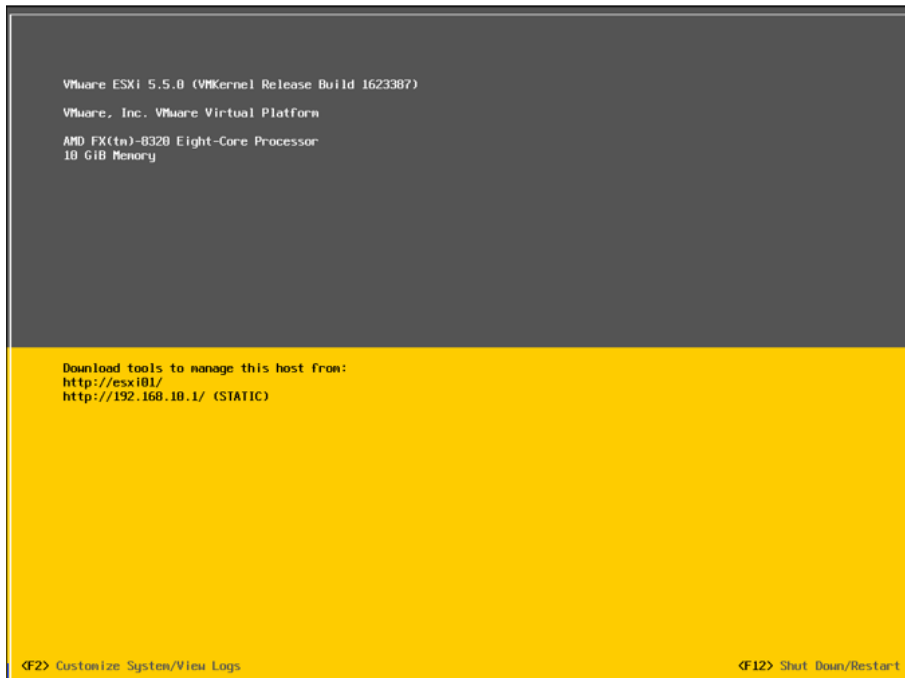 VMware ESXi 5.5.0 (VMKernel Release Build 1623387)
VMware, Inc. VMware Virtual Platform
AMD FX(tm)-8320 Eight-Core Processor
10 GiB Memory
Download tools to manage this host from:
http://esxi01/
http://192.168.10.1/ (STATIC)
<F2> Customize System/View Logs
<F12> Shut Down/Restart